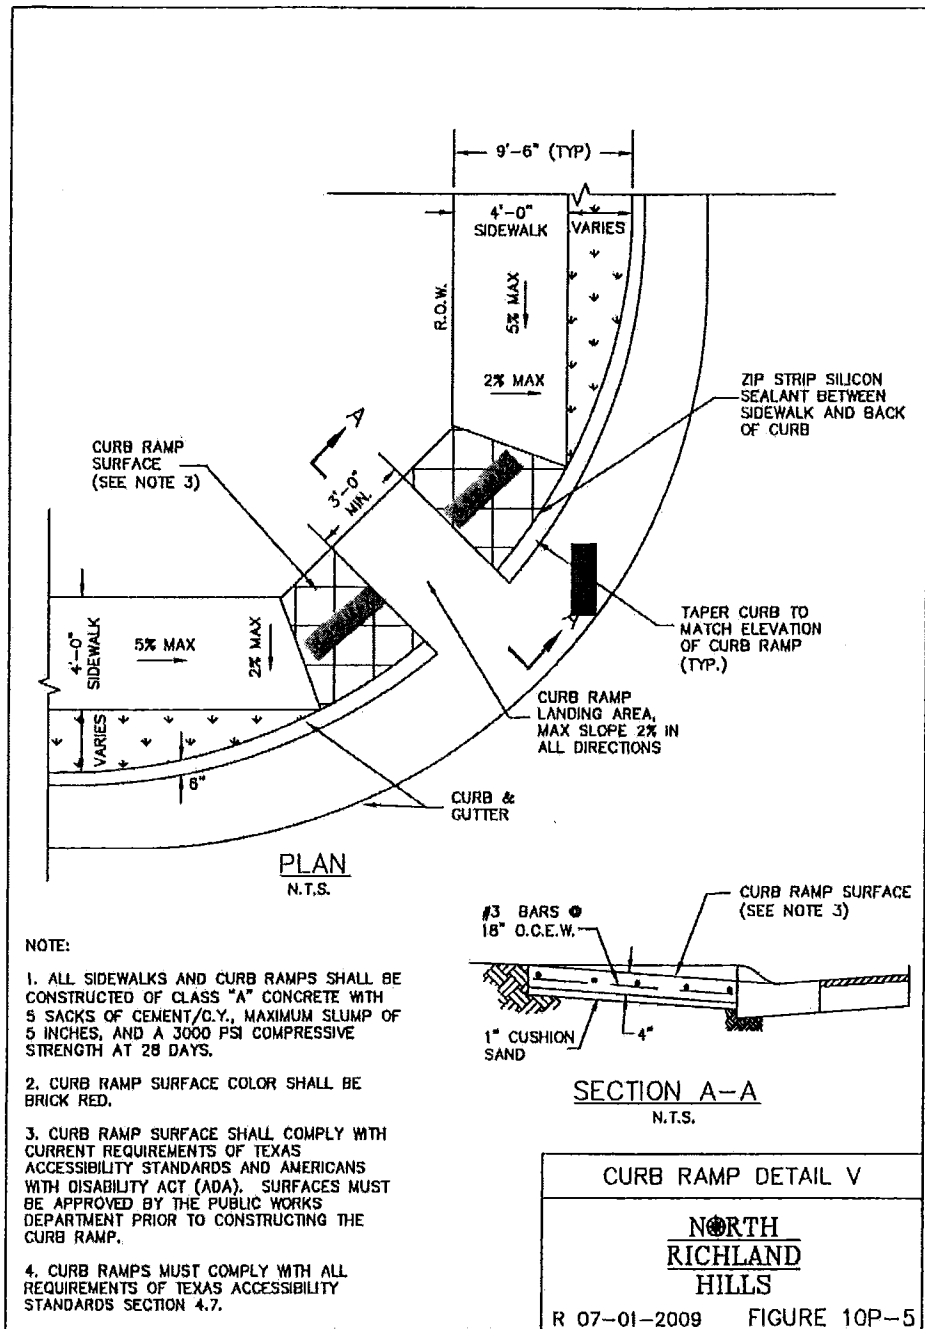 9'-6" (TYP)
4'-0"
SIDEWALK
VARIES
R.O.W.
5% MAX
2% MAX
ZIP STRIP SILICON
SEALANT BETWEEN
SIDEWALK AND BACK
OF CURB
A
CURB RAMP
SURFACE
(SEE NOTE 3)
3'-0"
MIN.
4'-0"
SIDEWALK
5% MAX
2% MAX
A
TAPER CURB TO
MATCH ELEVATION
OF CURB RAMP
(TYP.)
CURB RAMP
LANDING AREA,
MAX SLOPE 2% IN
ALL DIRECTIONS
VARIES
6"
CURB &
GUTTER
PLAN
N.T.S.
#3 BARS @
18" O.C.E.W.
CURB RAMP SURFACE
(SEE NOTE 3)
1" CUSHION
SAND
4"
SECTION A-A
N.T.S.
NOTE:
1. ALL SIDEWALKS AND CURB RAMPS SHALL BE
CONSTRUCTED OF CLASS "A" CONCRETE WITH
5 SACKS OF CEMENT/C.Y., MAXIMUM SLUMP OF
5 INCHES, AND A 3000 PSI COMPRESSIVE
STRENGTH AT 28 DAYS.
2. CURB RAMP SURFACE COLOR SHALL BE
BRICK RED.
3. CURB RAMP SURFACE SHALL COMPLY WITH
CURRENT REQUIREMENTS OF TEXAS
ACCESSIBILITY STANDARDS AND AMERICANS
WITH DISABILITY ACT (ADA). SURFACES MUST
BE APPROVED BY THE PUBLIC WORKS
DEPARTMENT PRIOR TO CONSTRUCTING THE
CURB RAMP.
4. CURB RAMPS MUST COMPLY WITH ALL
REQUIREMENTS OF TEXAS ACCESSIBILITY
STANDARDS SECTION 4.7.
CURB RAMP DETAIL V
NORTH
RICHLAND
HILLS
R 07-01-2009 FIGURE 10P-5